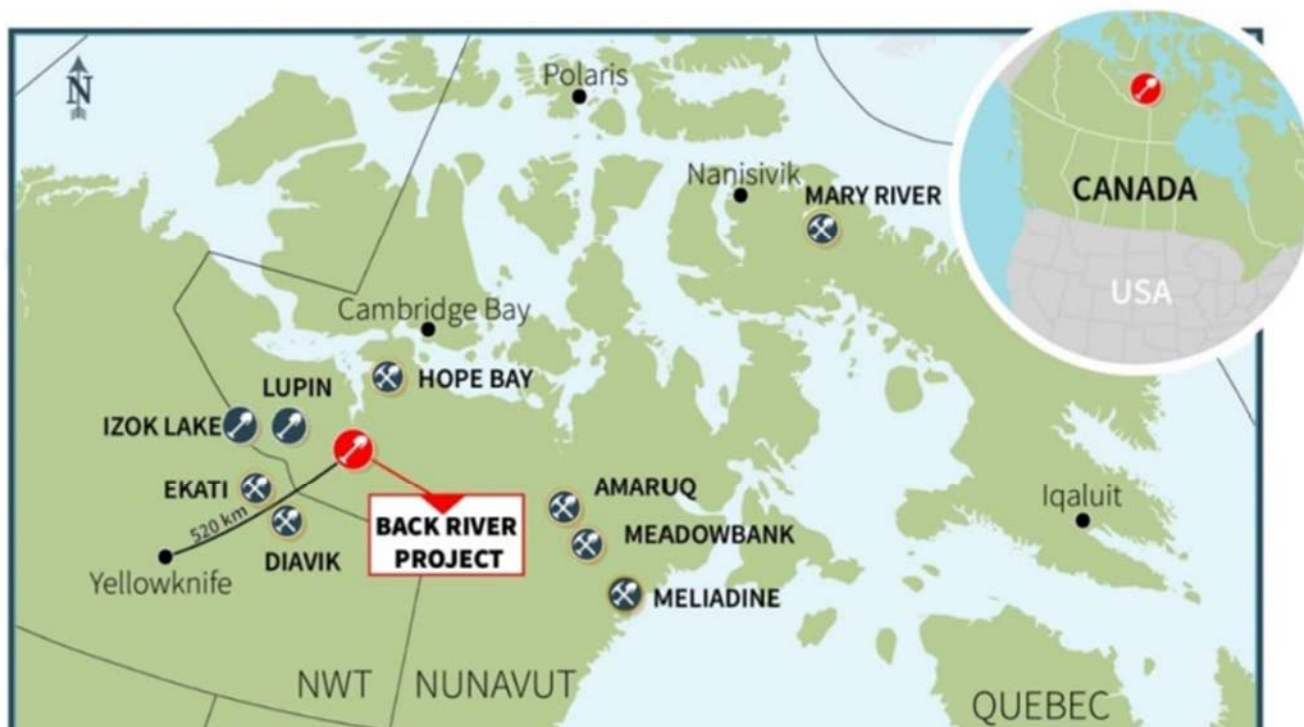 N
Polaris
Nanisivik
MARY RIVER
CANADA
USA
Cambridge Bay
HOPE BAY
LUPIN
IZOK LAKE
EKATI
520 km
DIAVIK
Yellowknife
BACK RIVER
PROJECT
AMARUQ
MEADOWBANK
MELIADINE
Iqaluit
NWT
NUNAVUT
QUEBEC